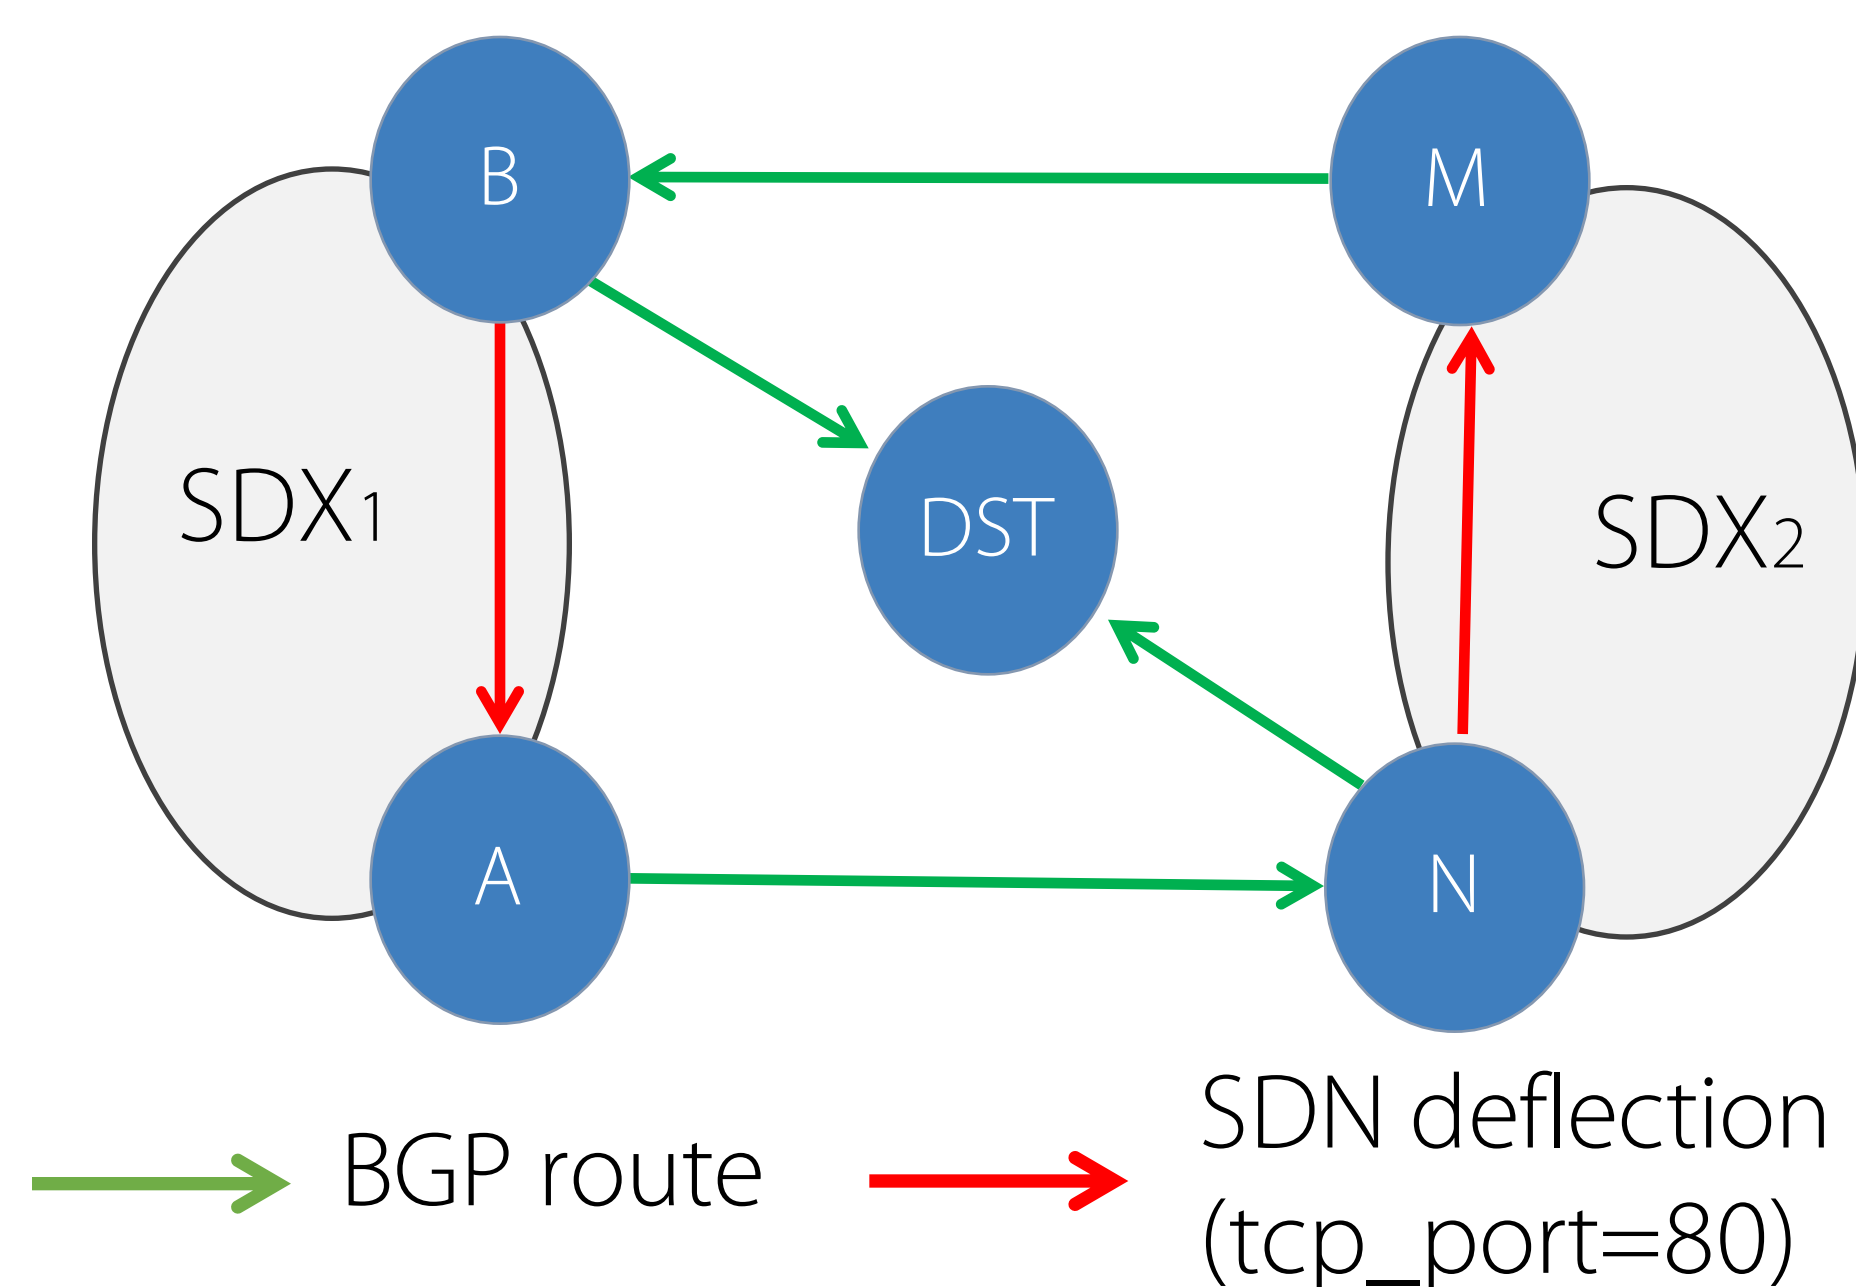 B
M
SDX1
DST
SDX2
A
N
BGP route
SDN deflection
(tcp_port=80)